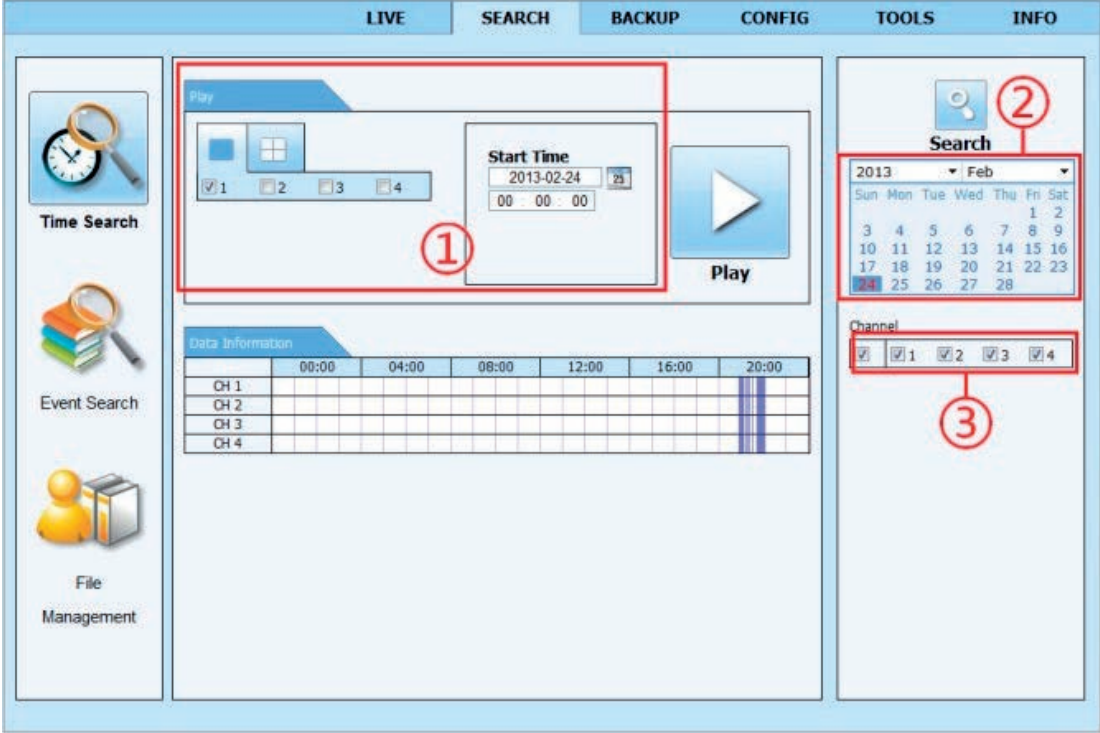 LIVE SEARCH BACKUP CONFIG TOOLS INFO
Time Search
Event Search
File
Management
Play
1 2 3 4
Start Time
2013-02-24 25
00 : 00 : 00
①
Play
Data Information
00:00 04:00 08:00 12:00 16:00 20:00
CH 1
CH 2
CH 3
CH 4
②
Search
2013 Feb
Sun Mon Tue Wed Thu Fri Sat
1 2
3 4 5 6 7 8 9
10 11 12 13 14 15 16
17 18 19 20 21 22 23
24 25 26 27 28
Channel
1 2 3 4
③